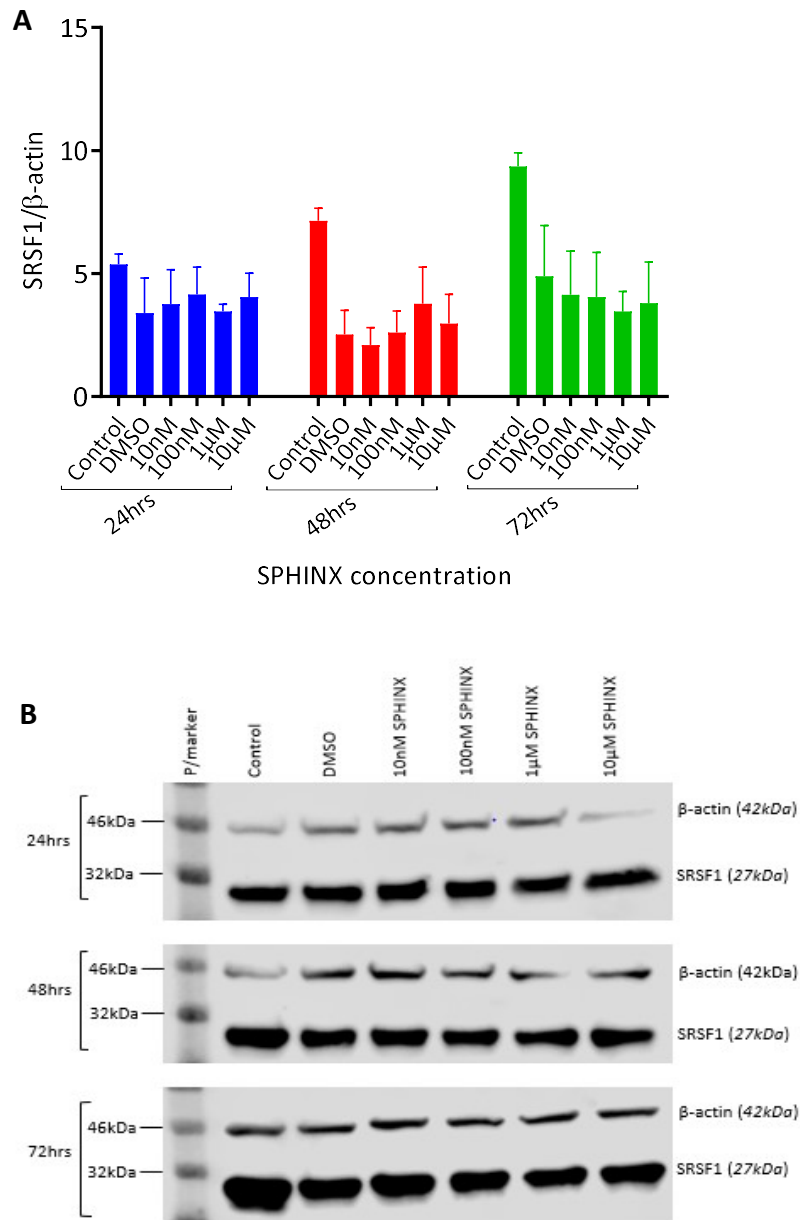 A
15
10
5
0
SRSF1/β-actin
Control DMSO 10nM 100nM 1µM 10µM Control DMSO 10nM 100nM 1µM 10µM Control DMSO 10nM 100nM 1µM 10µM
24hrs 48hrs 72hrs
SPHINX concentration
B
P/marker Control DMSO 10nM SPHINX 100nM SPHINX 1µM SPHINX 10µM SPHINX
24hrs
46kDa
β-actin (42kDa)
32kDa
SRSF1 (27kDa)
48hrs
46kDa
β-actin (42kDa)
32kDa
SRSF1 (27kDa)
72hrs
46kDa
β-actin (42kDa)
32kDa
SRSF1 (27kDa)